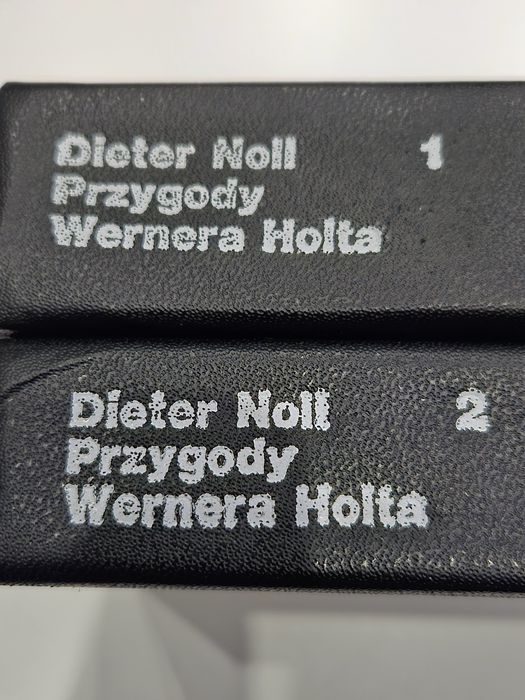 Dieter Noll 1
Przygody
Wernera Holta
Dieter Noll 2
Przygody
Wernera Holta